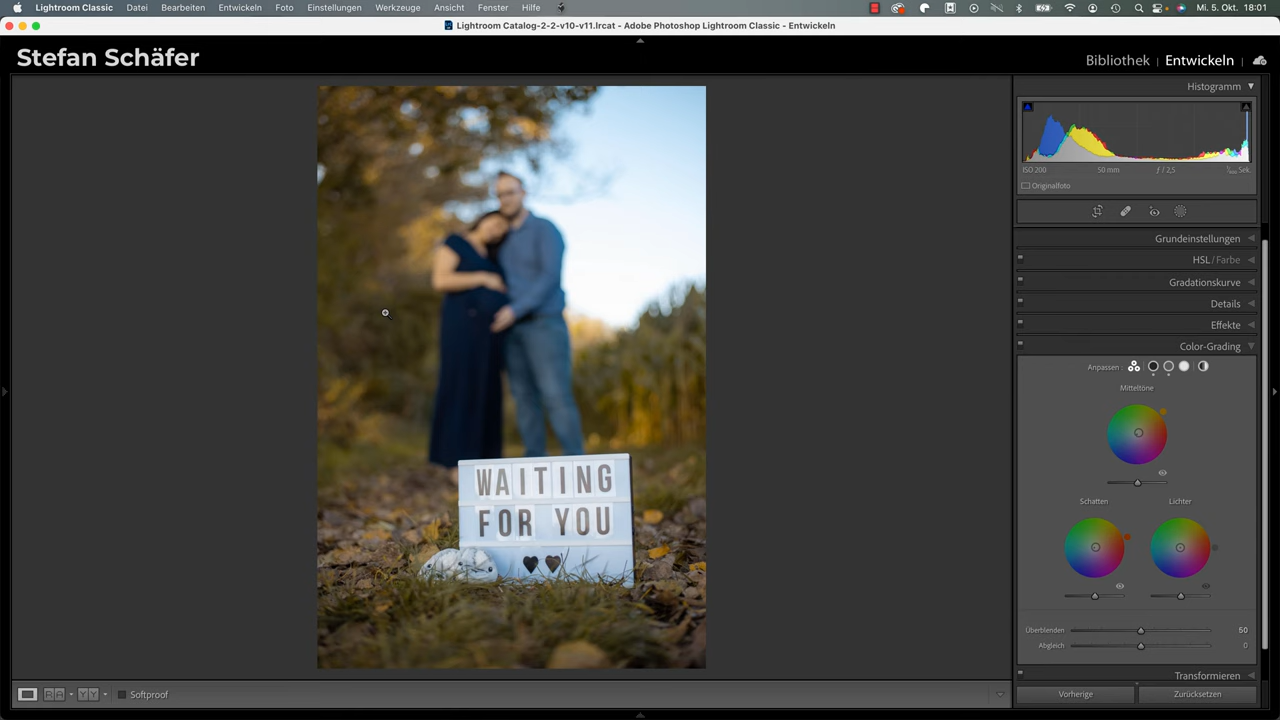 Lightroom Classic Datei Bearbeiten Entwickeln Foto Einstellungen Werkzeuge Ansicht Fenster Hilfe Mi. 5. Okt. 18:01
Lightroom Catalog-2-2-v10-v11.lrcat - Adobe Photoshop Lightroom Classic - Entwickeln
Stefan Schäfer
Bibliothek | Entwickeln |
Histogramm
ISO 200 50 mm ƒ / 2,5 Sek.
Originalfoto
Grundeinstellungen
HSL / Farbe
Gradationskurve
Details
Effekte
Color-Grading
Anpassen :
Mitteltöne
Schatten Lichter
Überblenden 50
Abgleich 0
Transformieren
Vorherige Zurücksetzen
WAITING
FOR YOU
Softproof